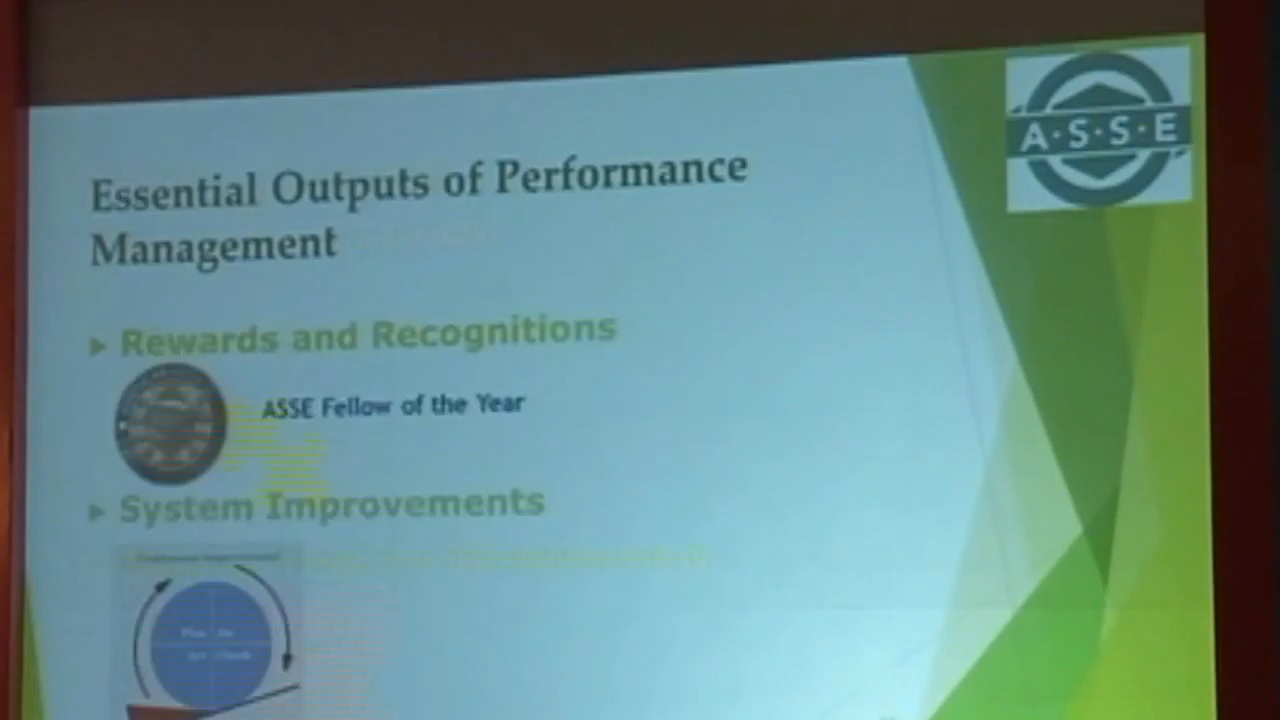 A·S·S·E
Essential Outputs of Performance
Management
Rewards and Recognitions
ASSE Fellow of the Year
System Improvements